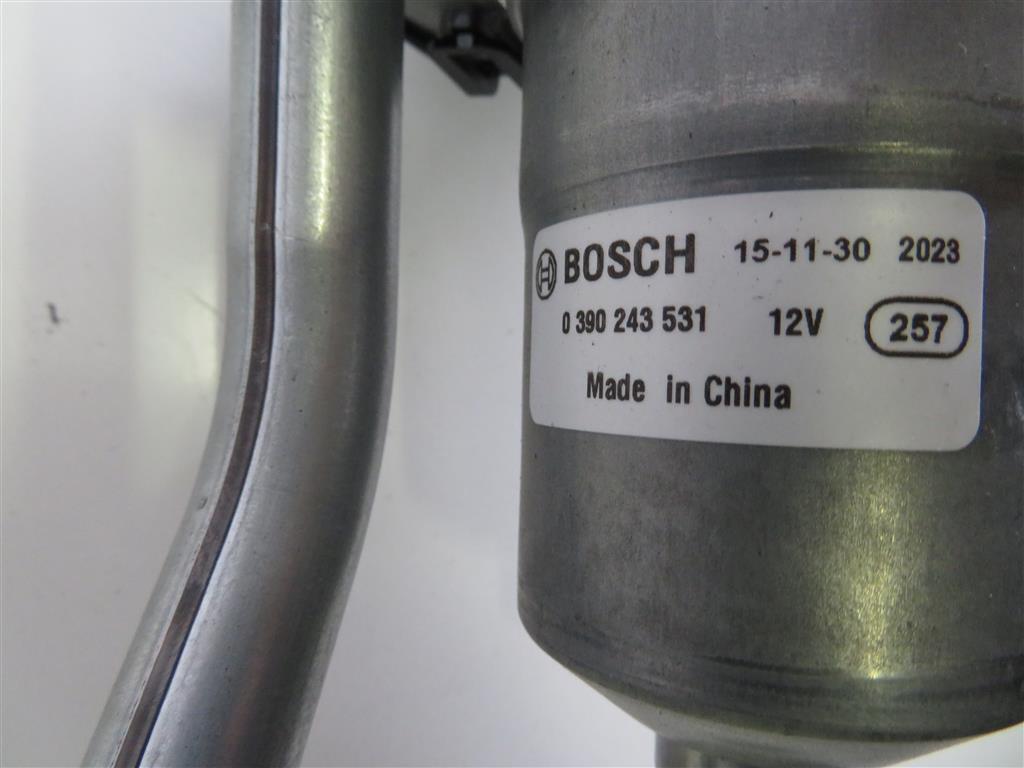 BOSCH 15-11-30 2023
0 390 243 531 12V 257
Made in China